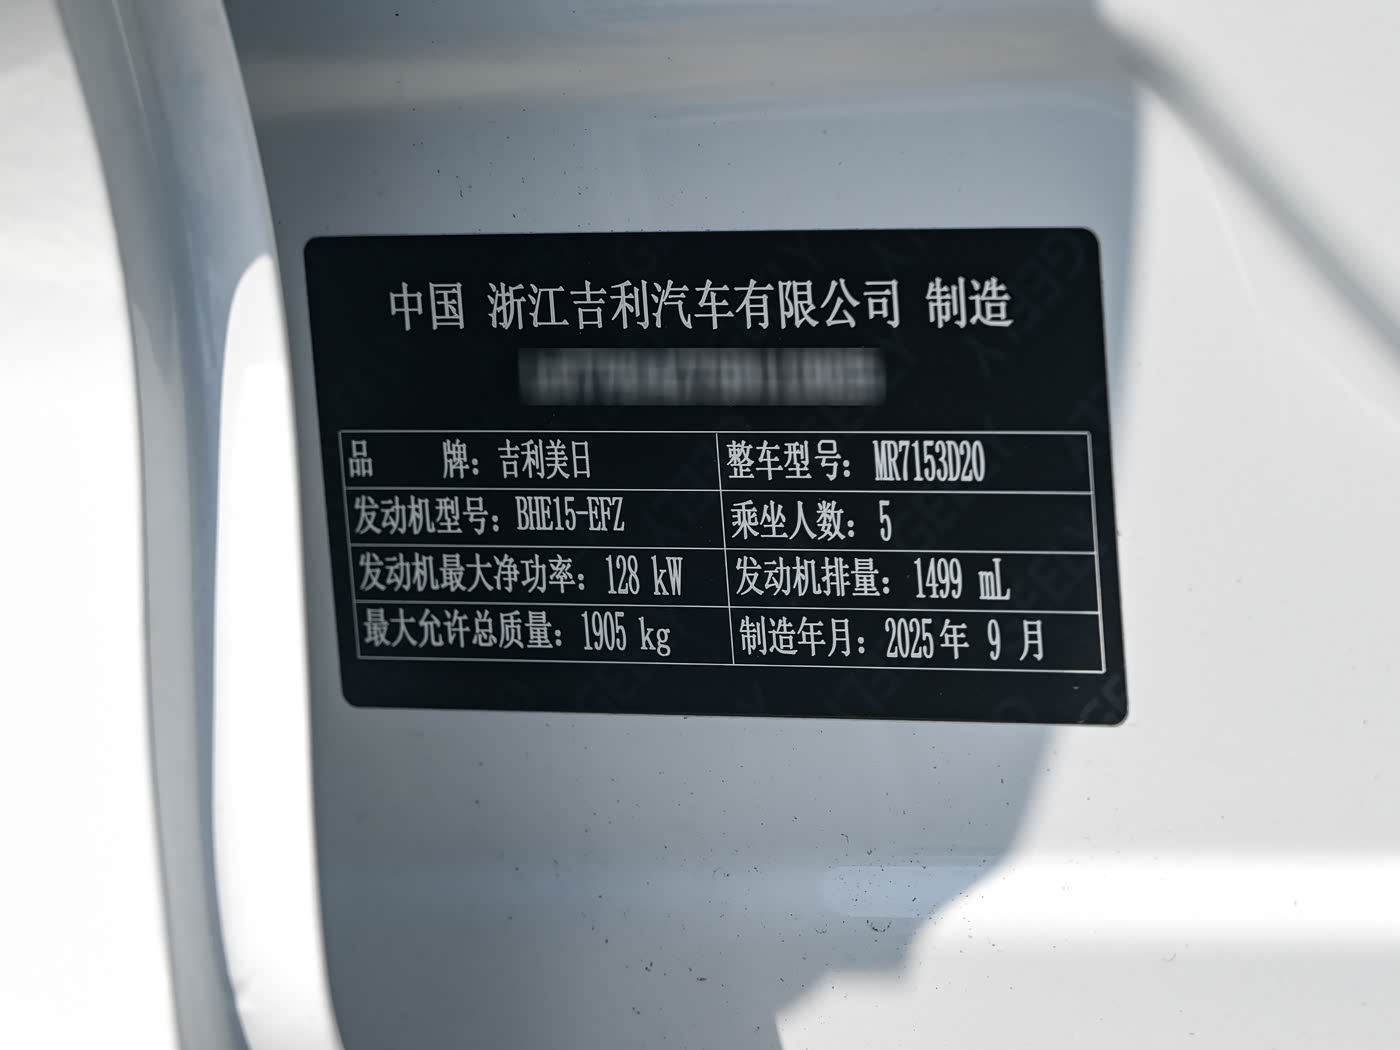 中国 浙江吉利汽车有限公司 制造
品 牌：吉利美日 整车型号：MR7153D20
发动机型号：BHE15-EFZ 乘坐人数：5
发动机最大净功率：128 kW 发动机排量：1499 mL
最大允许总质量：1905 kg 制造年月：2025年 9 月